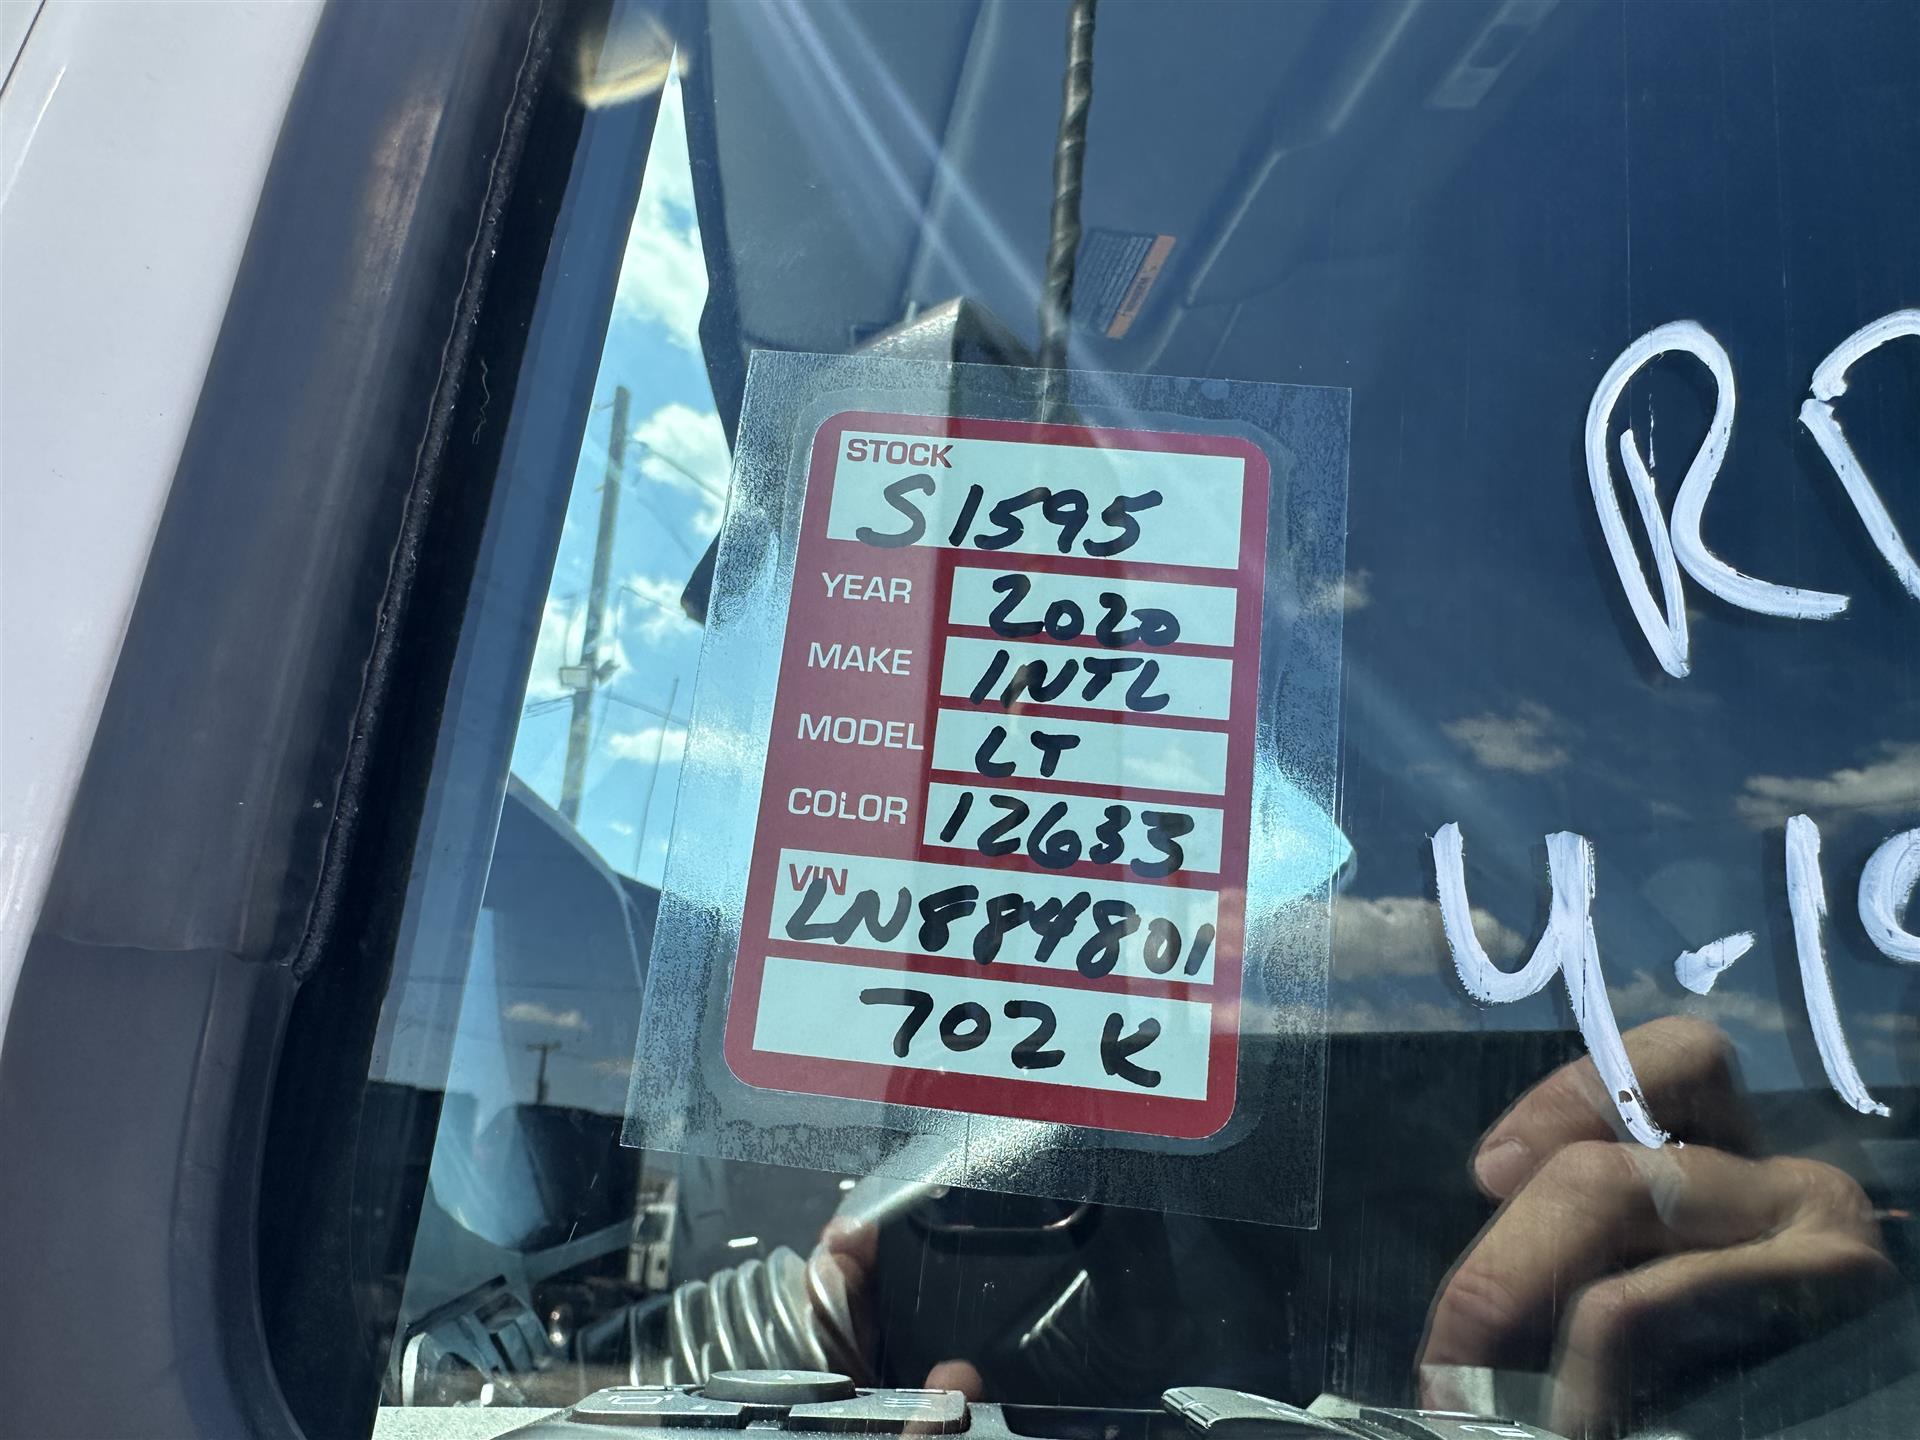 STOCK
S1595
YEAR 2020
MAKE INTL
MODEL LT
COLOR 12633
VIN
LN884801
702K